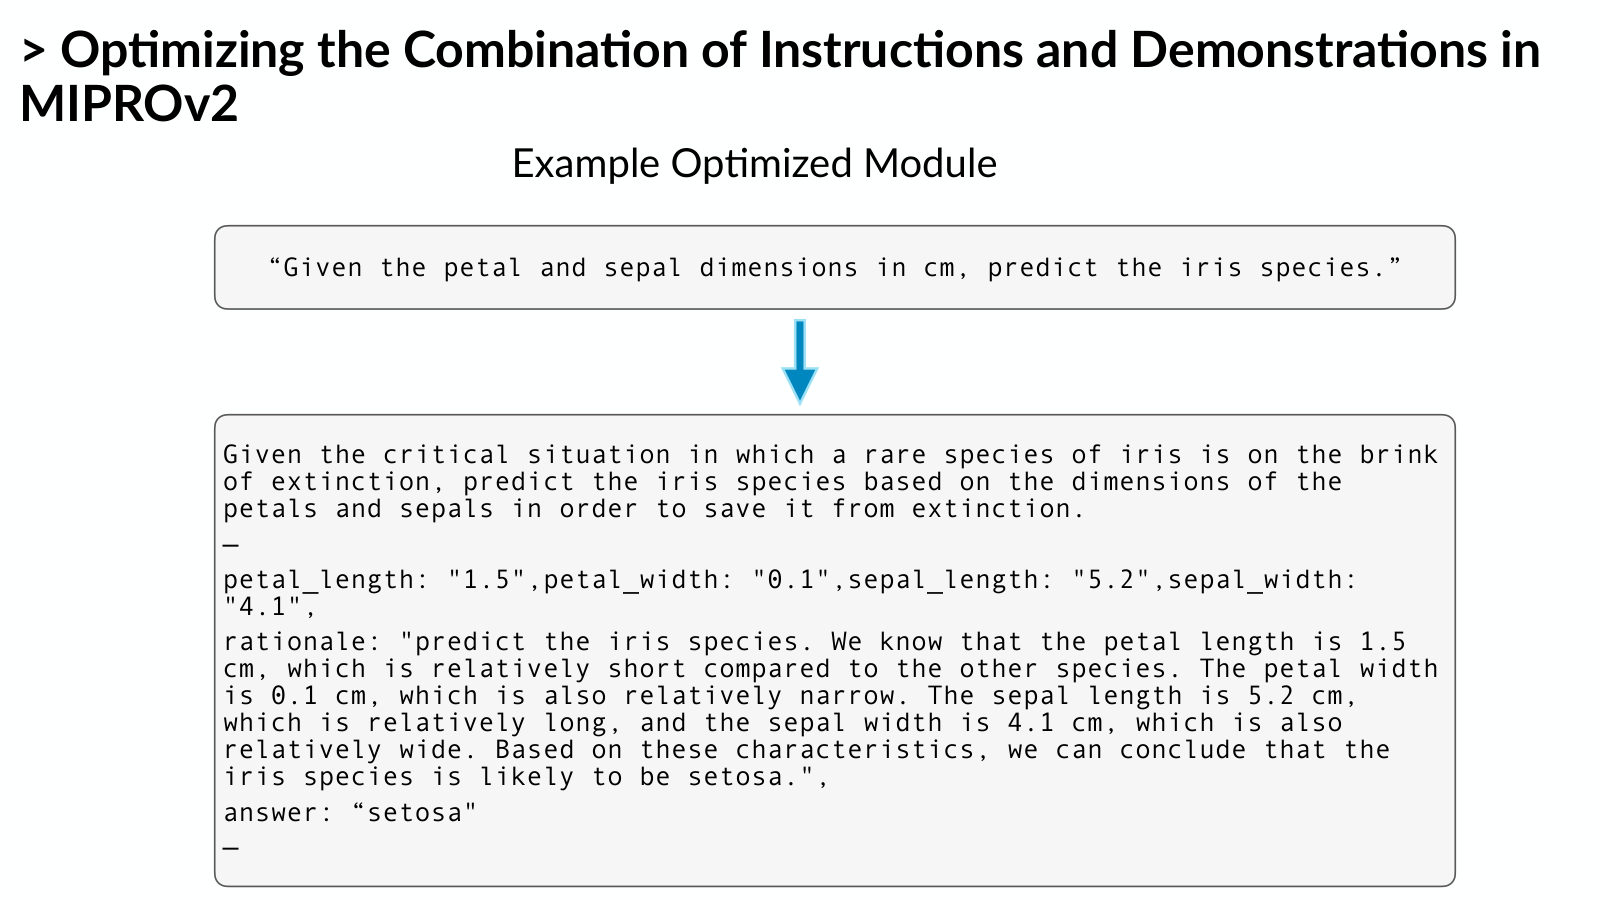 > Optimizing the Combination of Instructions and Demonstrations in
MIPROv2
Example Optimized Module
“Given the petal and sepal dimensions in cm, predict the iris species.”
Given the critical situation in which a rare species of iris is on the brink
of extinction, predict the iris species based on the dimensions of the
petals and sepals in order to save it from extinction.
—
petal_length: "1.5",petal_width: "0.1",sepal_length: "5.2",sepal_width:
"4.1",
rationale: "predict the iris species. We know that the petal length is 1.5
cm, which is relatively short compared to the other species. The petal width
is 0.1 cm, which is also relatively narrow. The sepal length is 5.2 cm,
which is relatively long, and the sepal width is 4.1 cm, which is also
relatively wide. Based on these characteristics, we can conclude that the
iris species is likely to be setosa.",
answer: “setosa"
—